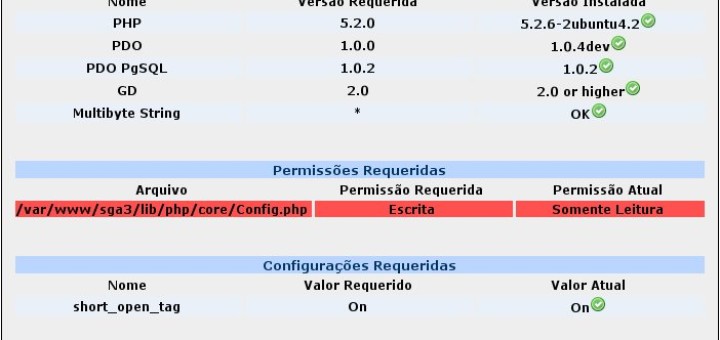 Nome Versão Requerida Versão Instalada
PHP 5.2.0 5.2.6-2ubuntu4.2
PDO 1.0.0 1.0.4dev
PDO PgSQL 1.0.2 1.0.2
GD 2.0 2.0 or higher
Multibyte String * OK
Permissões Requeridas
Arquivo Permissão Requerida Permissão Atual
/var/www/sga3/lib/php/core/Config.php Escrita Somente Leitura
Configurações Requeridas
Nome Valor Requerido Valor Atual
short_open_tag On On